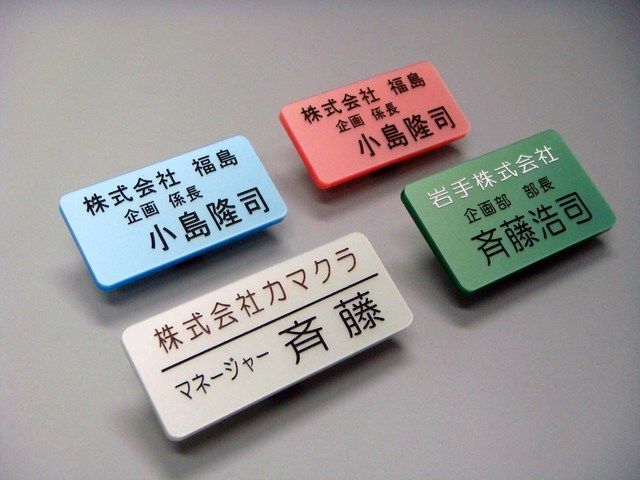 株式会社 福島
企画 係長
小島隆司
株式会社 福島
企画 係長
小島隆司
岩手株式会社
企画部 部長
斉藤浩司
株式会社カマクラ
マネージャー 斉藤